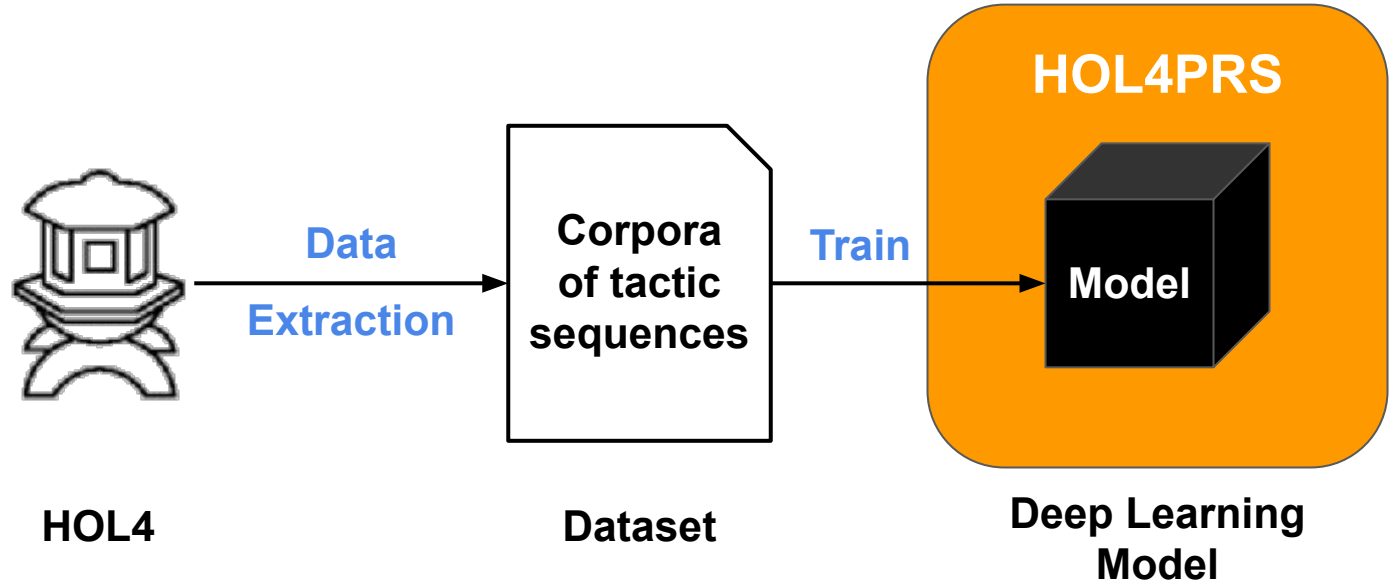 HOL4PRS
Data
Extraction
Corpora
of tactic
sequences
Train
Model
HOL4
Dataset
Deep Learning
Model